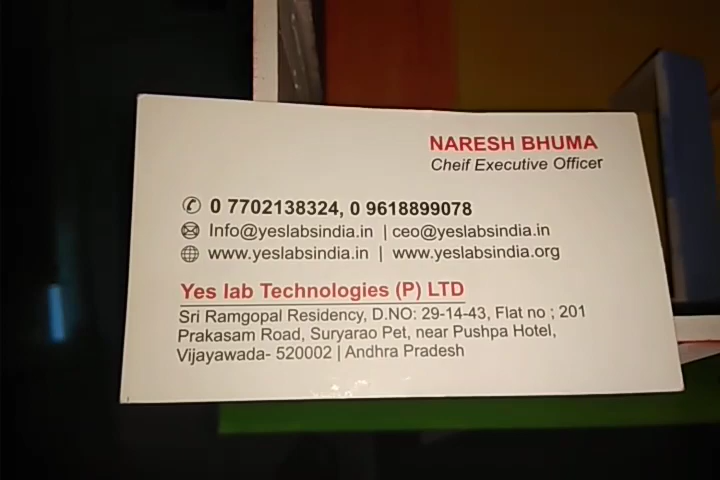 NARESH BHUMA
Cheif Executive Officer
0 7702138324, 0 9618899078
Info@yeslabsindia.in | ceo@yeslabsindia.in
www.yeslabsindia.in | www.yeslabsindia.org
Yes lab Technologies (P) LTD
Sri Ramgopal Residency, D.NO: 29-14-43, Flat no ; 201
Prakasam Road, Suryarao Pet, near Pushpa Hotel,
Vijayawada- 520002 | Andhra Pradesh